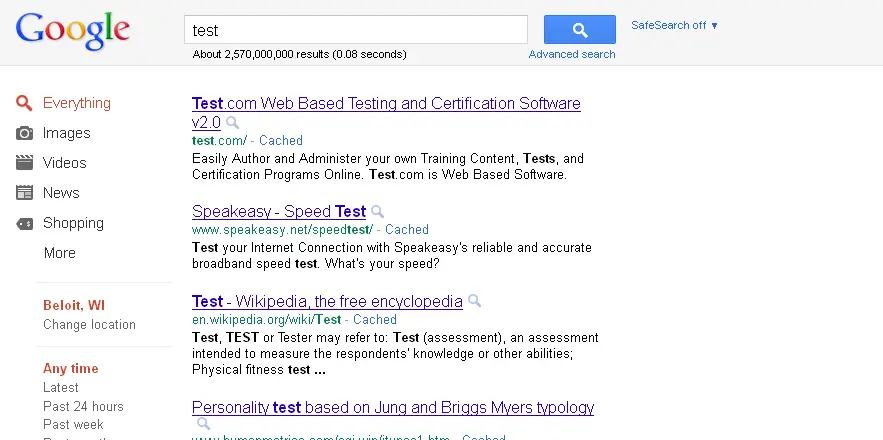 Google
test
SafeSearch off ▼
About 2,570,000,000 results (0.08 seconds)
Advanced search
Everything
Images
Videos
News
Shopping
More
Beloit, WI
Change location
Any time
Latest
Past 24 hours
Past week
Test.com Web Based Testing and Certification Software
v2.0
test.com/ - Cached
Easily Author and Administer your own Training Content, Tests, and
Certification Programs Online. Test.com is Web Based Software.
Speakeasy - Speed Test
www.speakeasy.net/speedtest/ - Cached
Test your Internet Connection with Speakeasy's reliable and accurate
broadband speed test. What's your speed?
Test - Wikipedia, the free encyclopedia
en.wikipedia.org/wiki/Test - Cached
Test, TEST or Tester may refer to: Test (assessment), an assessment
intended to measure the respondents' knowledge or other abilities;
Physical fitness test ...
Personality test based on Jung and Briggs Myers typology